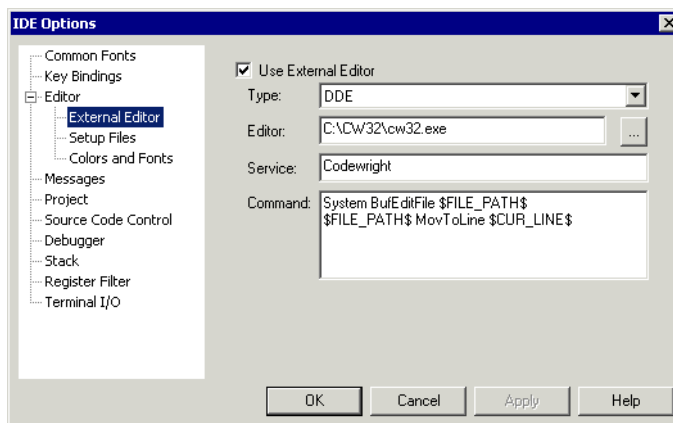 IDE Options
Common Fonts
Key Bindings
Editor
External Editor
Setup Files
Colors and Fonts
Messages
Project
Source Code Control
Debugger
Stack
Register Filter
Terminal I/O
Use External Editor
Type: DDE
Editor: C:\CW32\cw32.exe ...
Service: Codewright
Command: System BufEditFile $FILE_PATH$
$FILE_PATH$ MovToLine $CUR_LINE$
OK Cancel Apply Help